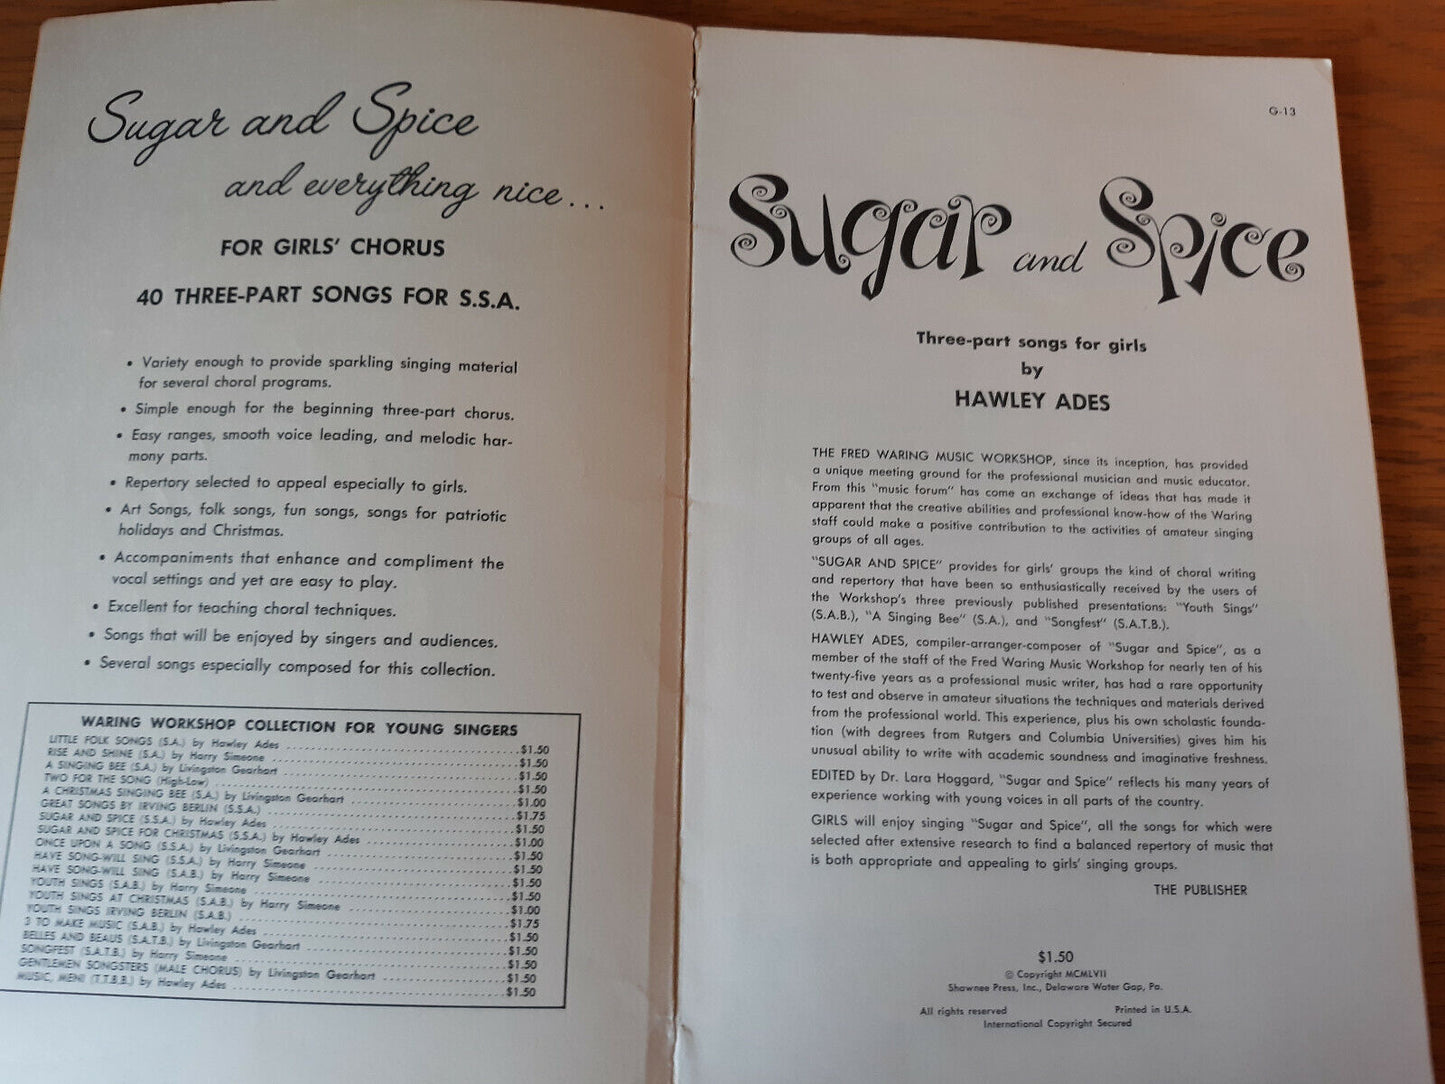 Sugar and Spice
and everything nice...
FOR GIRLS' CHORUS
40 THREE-PART SONGS FOR S.S.A.
• Variety enough to provide sparkling singing material
for several choral programs.
• Simple enough for the beginning three-part chorus.
• Easy ranges, smooth voice leading, and melodic har-
mony parts.
• Repertory selected to appeal especially to girls.
• Art Songs, folk songs, fun songs, songs for patriotic
holidays and Christmas.
• Accompaniments that enhance and compliment the
vocal settings and yet are easy to play.
• Excellent for teaching choral techniques.
• Songs that will be enjoyed by singers and audiences.
• Several songs especially composed for this collection.
WARING WORKSHOP COLLECTION FOR YOUNG SINGERS
LITTLE FOLK SONGS (S.A.) by Hawley Ades ........ $1.50
RISE AND SHINE (S.A.) by Harry Simeone ........ $1.50
A SINGING BEE (S.A.) by Livingston Gearhart ........ $1.50
TWO FOR THE SONG (High-Low) ........ $1.50
A CHRISTMAS SINGING BEE (S.A.) by Livingston Gearhart ........ $1.00
GREAT SONGS BY IRVING BERLIN (S.S.A.) ........ $1.75
SUGAR AND SPICE (S.S.A.) by Hawley Ades ........ $1.50
SUGAR AND SPICE FOR CHRISTMAS (S.S.A.) by Hawley Ades ........ $1.00
ONCE UPON A SONG (S.S.A.) by Livingston Gearhart ........ $1.50
HAVE SONG-WILL SING (S.S.A.) by Harry Simeone ........ $1.50
HAVE SONG-WILL SING (S.A.B.) by Harry Simeone ........ $1.50
YOUTH SINGS (S.A.B.) by Harry Simeone ........ $1.50
YOUTH SINGS AT CHRISTMAS (S.A.B.) by Harry Simeone ........ $1.00
YOUTH SINGS IRVING BERLIN (S.A.B.) ........ $1.75
3 TO MAKE MUSIC (S.A.B.) by Hawley Ades ........ $1.50
BELLES AND BEAUS (S.A.T.B.) by Livingston Gearhart ........ $1.50
SONGFEST (S.A.T.B.) by Harry Simeone ........ $1.50
GENTLEMEN SONGSTERS (MALE CHORUS) by Livingston Gearhart ........ $1.50
MUSIC, MEN! (T.T.B.B.) by Hawley Ades ........ $1.50
G-13
Sugar and Spice
Three-part songs for girls
by
HAWLEY ADES
THE FRED WARING MUSIC WORKSHOP, since its inception, has provided
a unique meeting ground for the professional musician and music educator.
From this "music forum" has come an exchange of ideas that has made it
apparent that the creative abilities and professional know-how of the Waring
staff could make a positive contribution to the activities of amateur singing
groups of all ages.
"SUGAR AND SPICE" provides for girls' groups the kind of choral writing
and repertory that have been so enthusiastically received by the users of
the Workshop's three previously published presentations: "Youth Sings"
(S.A.B.), "A Singing Bee" (S.A.), and "Songfest" (S.A.T.B.).
HAWLEY ADES, compiler-arranger-composer of "Sugar and Spice", as a
member of the staff of the Fred Waring Music Workshop for nearly ten of his
twenty-five years as a professional music writer, has had a rare opportunity
to test and observe in amateur situations the techniques and materials derived
from the professional world. This experience, plus his own scholastic founda-
tion (with degrees from Rutgers and Columbia Universities) gives him his
unusual ability to write with academic soundness and imaginative freshness.
EDITED by Dr. Lara Hoggard, "Sugar and Spice" reflects his many years of
experience working with young voices in all parts of the country.
GIRLS will enjoy singing "Sugar and Spice", all the songs for which were
selected after extensive research to find a balanced repertory of music that
is both appropriate and appealing to girls' singing groups.
THE PUBLISHER
$1.50
© Copyright MCMLVII
Shawnee Press, Inc., Delaware Water Gap, Pa.
All rights reserved Printed in U.S.A.
International Copyright Secured